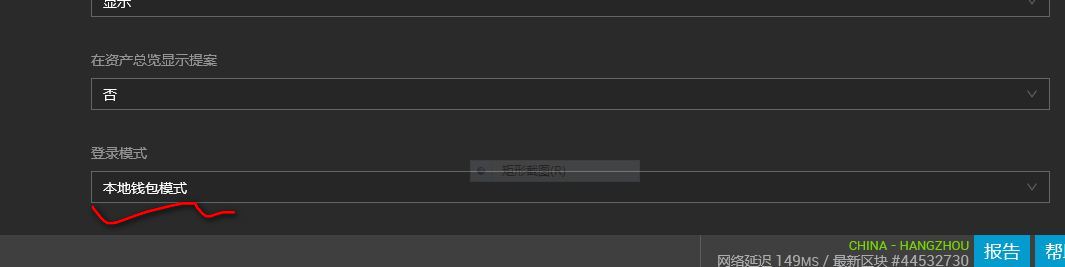 显示
在资产总览显示提案
否
登录模式
矩形截图(R)
本地钱包模式
CHINA - HANGZHOU
网络延迟 149MS / 最新区块 #44532730
报告
帮